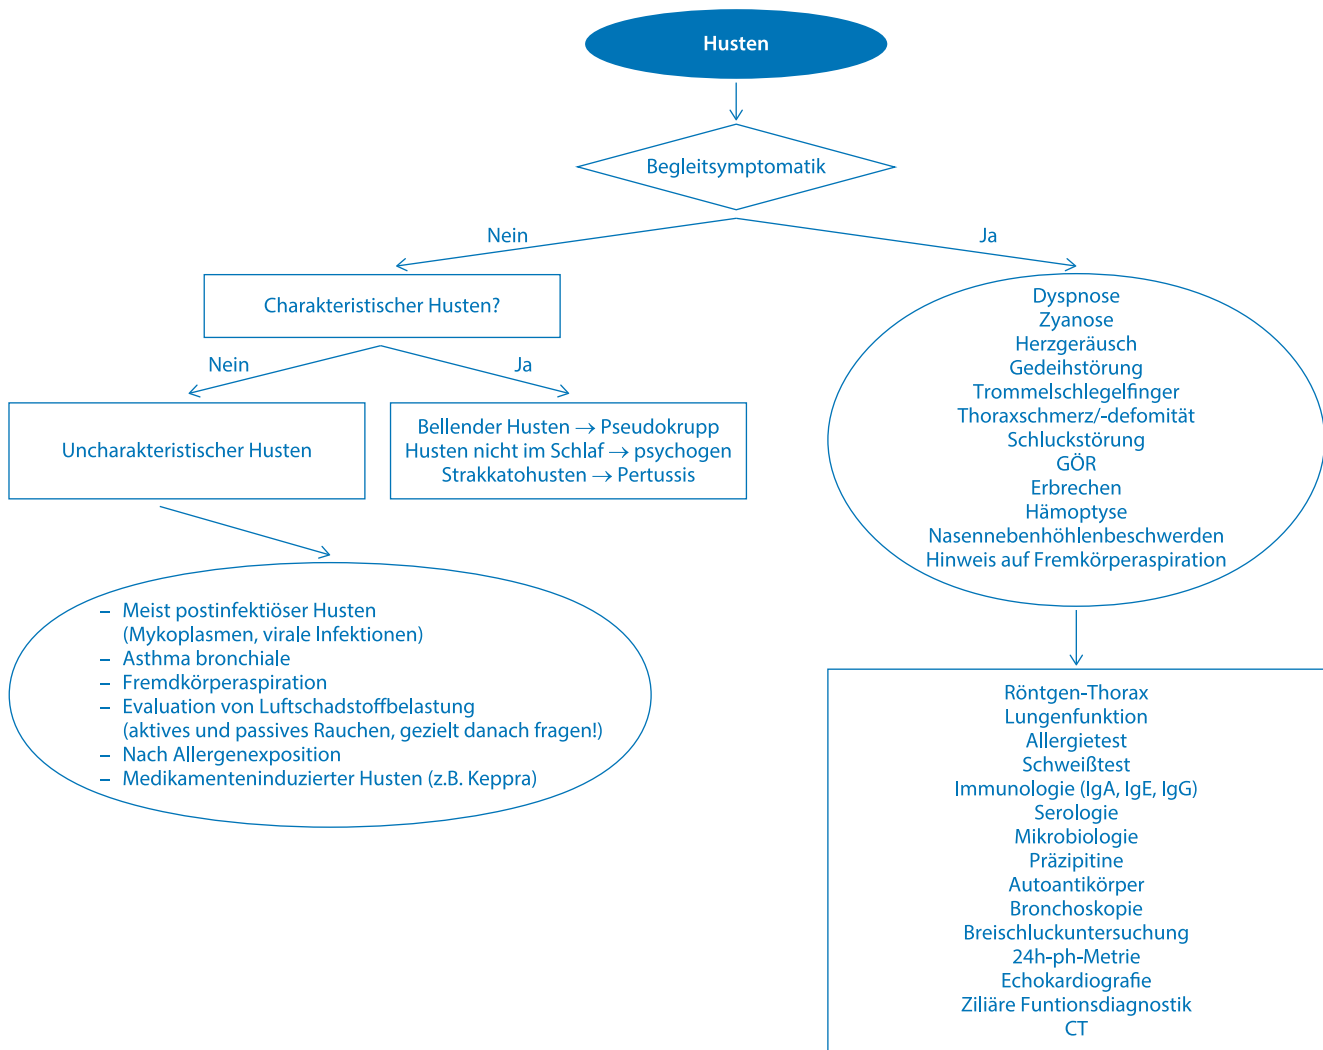 Husten
Begleitsymptomatik
Nein
Ja
Charakteristischer Husten?
Nein
Ja
Uncharakteristischer Husten
Bellender Husten → Pseudokrupp
Husten nicht im Schlaf → psychogen
Strakkatohusten → Pertussis
– Meist postinfektiöser Husten
(Mykoplasmen, virale Infektionen)
– Asthma bronchiale
– Fremdkörperaspiration
– Evaluation von Luftschadstoffbelastung
(aktives und passives Rauchen, gezielt danach fragen!)
– Nach Allergenexposition
– Medikamenteninduzierter Husten (z.B. Keppra)
Dyspnose
Zyanose
Herzgeräusch
Gedeihstörung
Trommelschlegelfinger
Thoraxschmerz/-defomität
Schluckstörung
GÖR
Erbrechen
Hämoptyse
Nasennebenhöhlenbeschwerden
Hinweis auf Fremkörperaspiration
Röntgen-Thorax
Lungenfunktion
Allergietest
Schweißtest
Immunologie (IgA, IgE, IgG)
Serologie
Mikrobiologie
Präzipitine
Autoantikörper
Bronchoskopie
Breischluckuntersuchung
24h-ph-Metrie
Echokardiografie
Ziliäre Funtionsdiagnostik
CT